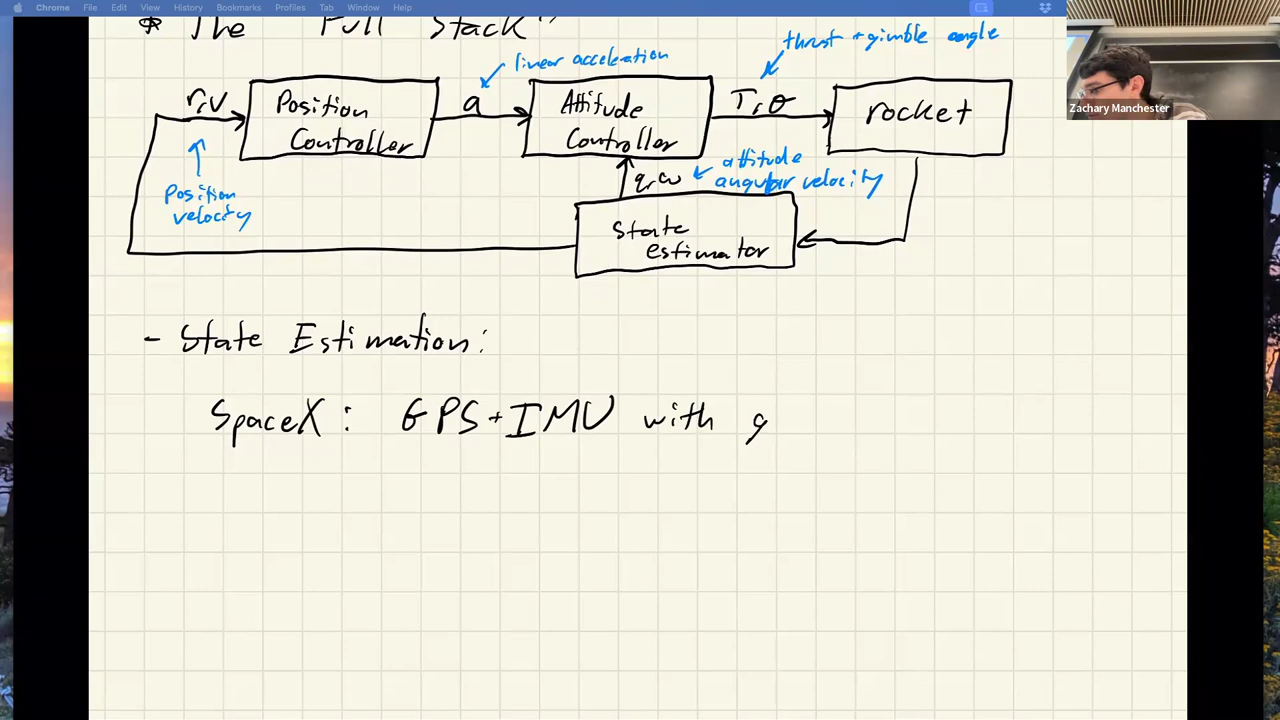 Chrome File Edit View History Bookmarks Profiles Tab Window Help
* The Full Stack"
thrust + gimble angle
linear acceleration
r,v Position Controller a Attitude Controller T,θ rocket
Position velocity
q,ω attitude angular velocity
State estimator
- State Estimation:
SpaceX: GPS+IMU with g
Zachary Manchester